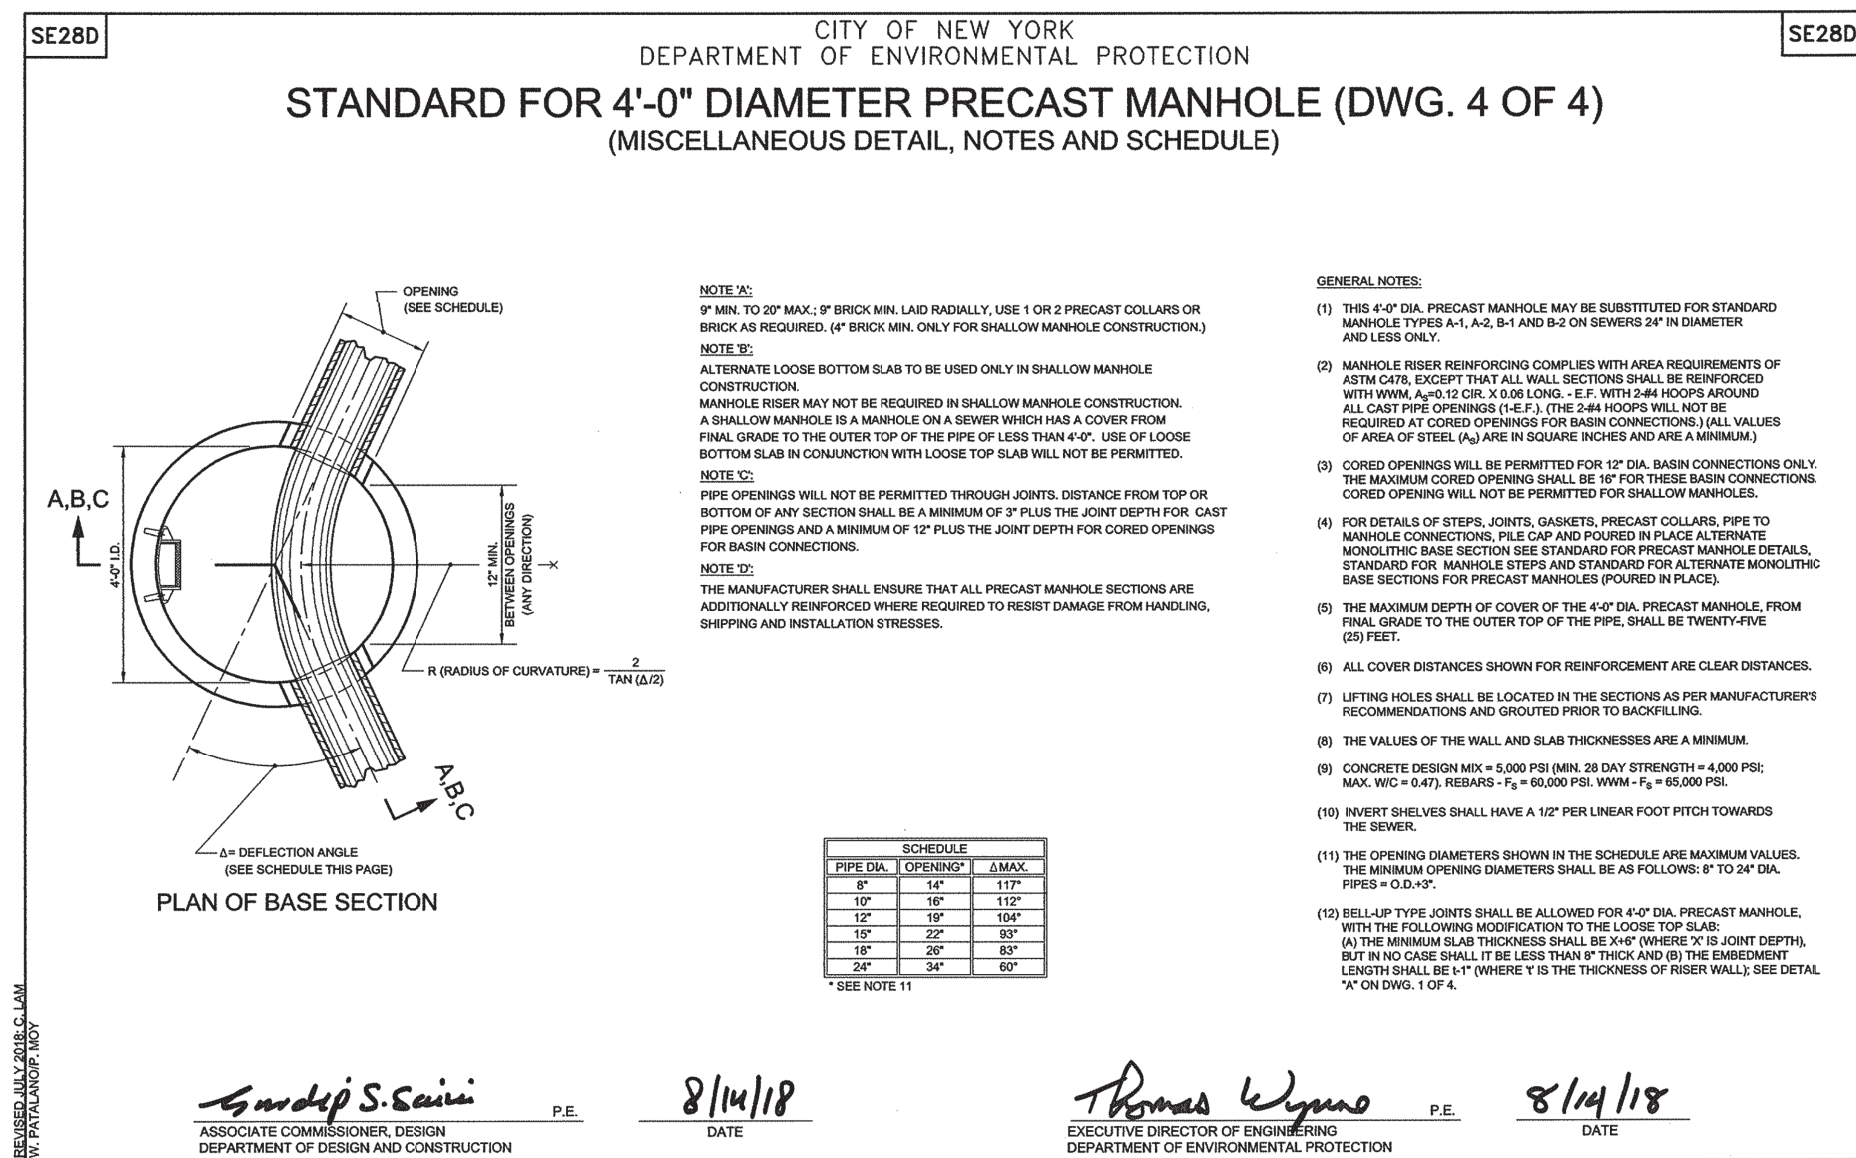 SE28D
CITY OF NEW YORK
SE28D
DEPARTMENT OF ENVIRONMENTAL PROTECTION
STANDARD FOR 4'-0" DIAMETER PRECAST MANHOLE (DWG. 4 OF 4)
(MISCELLANEOUS DETAIL, NOTES AND SCHEDULE)
OPENING
(SEE SCHEDULE)
A,B,C
4'-0" I.D.
12" MIN.
BETWEEN OPENINGS
(ANY DIRECTION)
X
R (RADIUS OF CURVATURE) = 2
TAN (Δ/2)
A,B,C
Δ= DEFLECTION ANGLE
(SEE SCHEDULE THIS PAGE)
PLAN OF BASE SECTION
NOTE 'A':
9" MIN. TO 20" MAX.; 9" BRICK MIN. LAID RADIALLY, USE 1 OR 2 PRECAST COLLARS OR
BRICK AS REQUIRED. (4" BRICK MIN. ONLY FOR SHALLOW MANHOLE CONSTRUCTION.)
NOTE 'B':
ALTERNATE LOOSE BOTTOM SLAB TO BE USED ONLY IN SHALLOW MANHOLE
CONSTRUCTION.
MANHOLE RISER MAY NOT BE REQUIRED IN SHALLOW MANHOLE CONSTRUCTION.
A SHALLOW MANHOLE IS A MANHOLE ON A SEWER WHICH HAS A COVER FROM
FINAL GRADE TO THE OUTER TOP OF THE PIPE OF LESS THAN 4'-0". USE OF LOOSE
BOTTOM SLAB IN CONJUNCTION WITH LOOSE TOP SLAB WILL NOT BE PERMITTED.
NOTE 'C':
PIPE OPENINGS WILL NOT BE PERMITTED THROUGH JOINTS. DISTANCE FROM TOP OR
BOTTOM OF ANY SECTION SHALL BE A MINIMUM OF 3" PLUS THE JOINT DEPTH FOR CAST
PIPE OPENINGS AND A MINIMUM OF 12" PLUS THE JOINT DEPTH FOR CORED OPENINGS
FOR BASIN CONNECTIONS.
NOTE 'D':
THE MANUFACTURER SHALL ENSURE THAT ALL PRECAST MANHOLE SECTIONS ARE
ADDITIONALLY REINFORCED WHERE REQUIRED TO RESIST DAMAGE FROM HANDLING,
SHIPPING AND INSTALLATION STRESSES.
SCHEDULE
PIPE DIA. OPENING* Δ MAX.
8" 14" 117°
10" 16" 112°
12" 19" 104°
15" 22" 93°
18" 26" 83°
24" 34" 60°
* SEE NOTE 11
GENERAL NOTES:
(1) THIS 4'-0" DIA. PRECAST MANHOLE MAY BE SUBSTITUTED FOR STANDARD
MANHOLE TYPES A-1, A-2, B-1 AND B-2 ON SEWERS 24" IN DIAMETER
AND LESS ONLY.
(2) MANHOLE RISER REINFORCING COMPLIES WITH AREA REQUIREMENTS OF
ASTM C478, EXCEPT THAT ALL WALL SECTIONS SHALL BE REINFORCED
WITH WWM, AS=0.12 CIR. X 0.06 LONG. - E.F. WITH 2-#4 HOOPS AROUND
ALL CAST PIPE OPENINGS (1-E.F.). (THE 2-#4 HOOPS WILL NOT BE
REQUIRED AT CORED OPENINGS FOR BASIN CONNECTIONS.) (ALL VALUES
OF AREA OF STEEL (AS) ARE IN SQUARE INCHES AND ARE A MINIMUM.)
(3) CORED OPENINGS WILL BE PERMITTED FOR 12" DIA. BASIN CONNECTIONS ONLY.
THE MAXIMUM CORED OPENING SHALL BE 16" FOR THESE BASIN CONNECTIONS.
CORED OPENING WILL NOT BE PERMITTED FOR SHALLOW MANHOLES.
(4) FOR DETAILS OF STEPS, JOINTS, GASKETS, PRECAST COLLARS, PIPE TO
MANHOLE CONNECTIONS, PILE CAP AND POURED IN PLACE ALTERNATE
MONOLITHIC BASE SECTION SEE STANDARD FOR PRECAST MANHOLE DETAILS,
STANDARD FOR MANHOLE STEPS AND STANDARD FOR ALTERNATE MONOLITHIC
BASE SECTIONS FOR PRECAST MANHOLES (POURED IN PLACE).
(5) THE MAXIMUM DEPTH OF COVER OF THE 4'-0" DIA. PRECAST MANHOLE, FROM
FINAL GRADE TO THE OUTER TOP OF THE PIPE, SHALL BE TWENTY-FIVE
(25) FEET.
(6) ALL COVER DISTANCES SHOWN FOR REINFORCEMENT ARE CLEAR DISTANCES.
(7) LIFTING HOLES SHALL BE LOCATED IN THE SECTIONS AS PER MANUFACTURER'S
RECOMMENDATIONS AND GROUTED PRIOR TO BACKFILLING.
(8) THE VALUES OF THE WALL AND SLAB THICKNESSES ARE A MINIMUM.
(9) CONCRETE DESIGN MIX = 5,000 PSI (MIN. 28 DAY STRENGTH = 4,000 PSI;
MAX. W/C = 0.47). REBARS - FS = 60,000 PSI. WWM - FS = 65,000 PSI.
(10) INVERT SHELVES SHALL HAVE A 1/2" PER LINEAR FOOT PITCH TOWARDS
THE SEWER.
(11) THE OPENING DIAMETERS SHOWN IN THE SCHEDULE ARE MAXIMUM VALUES.
THE MINIMUM OPENING DIAMETERS SHALL BE AS FOLLOWS: 8" TO 24" DIA.
PIPES = O.D.+3".
(12) BELL-UP TYPE JOINTS SHALL BE ALLOWED FOR 4'-0" DIA. PRECAST MANHOLE,
WITH THE FOLLOWING MODIFICATION TO THE LOOSE TOP SLAB:
(A) THE MINIMUM SLAB THICKNESS SHALL BE X+6" (WHERE 'X' IS JOINT DEPTH),
BUT IN NO CASE SHALL IT BE LESS THAN 8" THICK AND (B) THE EMBEDMENT
LENGTH SHALL BE t-1" (WHERE 't' IS THE THICKNESS OF RISER WALL); SEE DETAIL
"A" ON DWG. 1 OF 4.
REVISED JULY 2018: C. LAM
W. PATALANO/P. MOY
Gurdip S. Saini P.E.
ASSOCIATE COMMISSIONER, DESIGN
DEPARTMENT OF DESIGN AND CONSTRUCTION
8/14/18
DATE
Thomas Wynne P.E.
EXECUTIVE DIRECTOR OF ENGINEERING
DEPARTMENT OF ENVIRONMENTAL PROTECTION
8/14/18
DATE